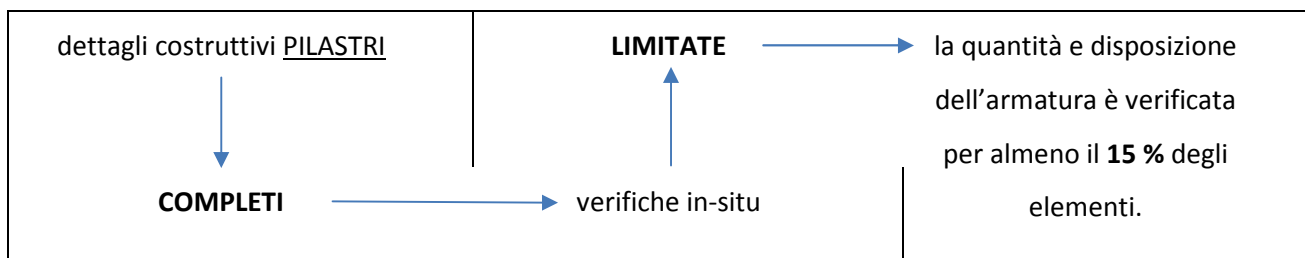 dettagli costruttivi PILASTRI
COMPLETI
verifiche in-situ
LIMITATE
la quantità e disposizione
dell’armatura è verificata
per almeno il 15 % degli
elementi.